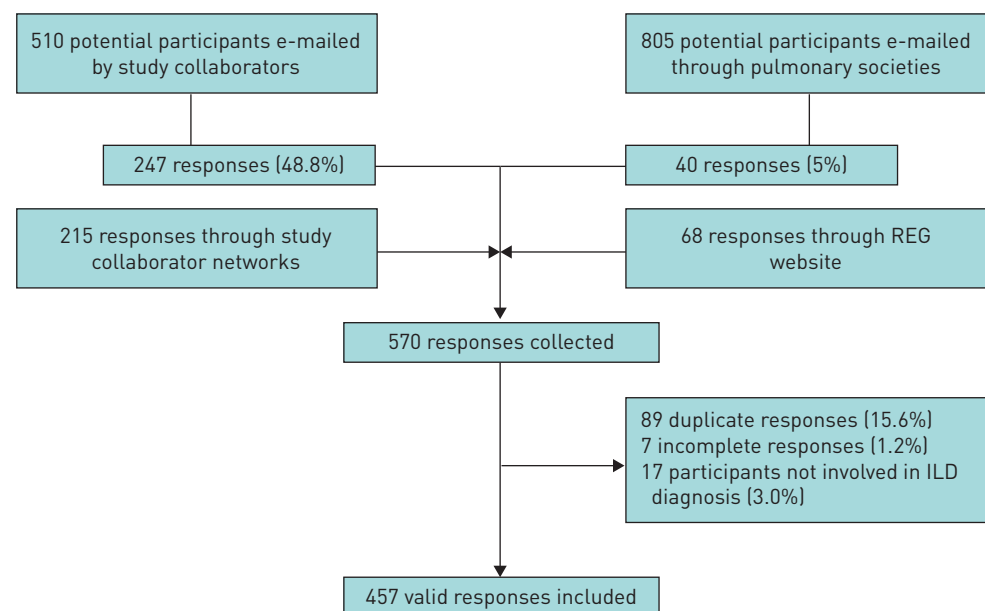 510 potential participants e-mailed
by study collaborators
805 potential participants e-mailed
through pulmonary societies
247 responses (48.8%)
40 responses (5%)
215 responses through study
collaborator networks
68 responses through REG
website
570 responses collected
89 duplicate responses (15.6%)
7 incomplete responses (1.2%)
17 participants not involved in ILD
diagnosis (3.0%)
457 valid responses included